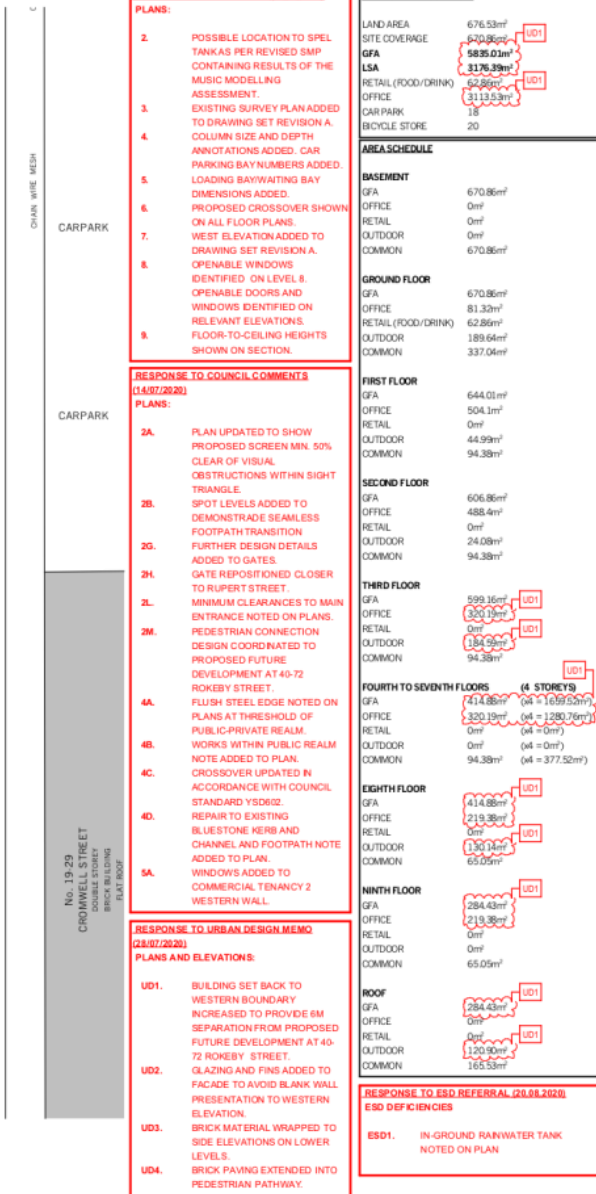 CHAIN WIRE MESH
CARPARK
CARPARK
No. 19-29
CROMWELL STREET
DOUBLE STOREY
BRICK BUILDING
FLAT ROOF
PLANS:
2. POSSIBLE LOCATION TO SPEL
TANKAS PER REVISED SMP
CONTAINING RESULTS OF THE
MUSIC MODELLING
ASSESSMENT.
3. EXISTING SURVEY PLAN ADDED
TO DRAWING SET REVISION A.
4. COLUMN SIZE AND DEPTH
ANNOTATIONS ADDED. CAR
PARKING BAY NUMBERS ADDED.
5. LOADING BAY/WAITING BAY
DIMENSIONS ADDED.
6. PROPOSED CROSSOVER SHOWN
ON ALL FLOOR PLANS.
7. WEST ELEVATION ADDED TO
DRAWING SET REVISION A.
8. OPENABLE WINDOWS
IDENTIFIED ON LEVEL 8.
OPENABLE DOORS AND
WINDOWS IDENTIFIED ON
RELEVANT ELEVATIONS.
9. FLOOR-TO-CEILING HEIGHTS
SHOWN ON SECTION.
RESPONSE TO COUNCIL COMMENTS
(14/07/2020)
PLANS:
2A. PLAN UPDATED TO SHOW
PROPOSED SCREEN MIN. 50%
CLEAR OF VISUAL
OBSTRUCTIONS WITHIN SIGHT
TRIANGLE.
2B. SPOT LEVELS ADDED TO
DEMONSTRADE SEAMLESS
FOOTPATH TRANSITION
2G. FURTHER DESIGN DETAILS
ADDED TO GATES.
2H. GATE REPOSITIONED CLOSER
TO RUPERT STREET.
2L. MINIMUM CLEARANCES TO MAIN
ENTRANCE NOTED ON PLANS.
2M. PEDESTRIAN CONNECTION
DESIGN COORDINATED TO
PROPOSED FUTURE
DEVELOPMENT AT 40-72
ROKEBY STREET.
4A. FLUSH STEEL EDGE NOTED ON
PLANS AT THRESHOLD OF
PUBLIC-PRIVATE REALM.
4B. WORKS WITHIN PUBLIC REALM
NOTE ADDED TO PLAN.
4C. CROSSOVER UPDATED IN
ACCORDANCE WITH COUNCIL
STANDARD YSD602.
4D. REPAIR TO EXISTING
BLUESTONE KERB AND
CHANNEL AND FOOTPATH NOTE
ADDED TO PLAN.
5A. WINDOWS ADDED TO
COMMERCIAL TENANCY 2
WESTERN WALL.
RESPONSE TO URBAN DESIGN MEMO
(28/07/2020)
PLANS AND ELEVATIONS:
UD1. BUILDING SET BACK TO
WESTERN BOUNDARY
INCREASED TO PROVIDE 6M
SEPARATION FROM PROPOSED
FUTURE DEVELOPMENT AT 40-
72 ROKEBY STREET.
UD2. GLAZING AND FINS ADDED TO
FACADE TO AVOID BLANK WALL
PRESENTATION TO WESTERN
ELEVATION.
UD3. BRICK MATERIAL WRAPPED TO
SIDE ELEVATIONS ON LOWER
LEVELS.
UD4. BRICK PAVING EXTENDED INTO
PEDESTRIAN PATHWAY.
LAND AREA 676.53m²
SITE COVERAGE 670.86m² UD1
GFA 5835.01m²
LSA 3176.39m²
RETAIL (FOOD/DRINK) 62.86m² UD1
OFFICE 3113.53m²
CAR PARK 18
BICYCLE STORE 20
AREA SCHEDULE
BASEMENT
GFA 670.86m²
OFFICE 0m²
RETAIL 0m²
OUTDOOR 0m²
COMMON 670.86m²
GROUND FLOOR
GFA 670.86m²
OFFICE 81.32m²
RETAIL (FOOD/DRINK) 62.86m²
OUTDOOR 189.64m²
COMMON 337.04m²
FIRST FLOOR
GFA 644.01m²
OFFICE 504.1m²
RETAIL 0m²
OUTDOOR 44.99m²
COMMON 94.38m²
SECOND FLOOR
GFA 606.86m²
OFFICE 488.4m²
RETAIL 0m²
OUTDOOR 24.08m²
COMMON 94.38m²
THIRD FLOOR
GFA 599.16m² UD1
OFFICE 320.19m²
RETAIL 0m² UD1
OUTDOOR 184.59m²
COMMON 94.38m²
UD1
FOURTH TO SEVENTH FLOORS (4 STOREYS)
GFA 414.88m² (x4 = 1659.52m²)
OFFICE 320.19m² (x4 = 1280.76m²)
RETAIL 0m² (x4 = 0m²)
OUTDOOR 0m² (x4 = 0m²)
COMMON 94.38m² (x4 = 377.52m²)
EIGHTH FLOOR UD1
GFA 414.88m²
OFFICE 219.38m²
RETAIL 0m² UD1
OUTDOOR 130.14m²
COMMON 65.05m²
NINTH FLOOR UD1
GFA 284.43m²
OFFICE 219.38m²
RETAIL 0m²
OUTDOOR 0m²
COMMON 65.05m²
ROOF UD1
GFA 284.43m²
OFFICE 0m²
RETAIL 0m² UD1
OUTDOOR 120.90m²
COMMON 165.53m²
RESPONSE TO ESD REFERRAL (20.08.2020)
ESD DEFICIENCIES
ESD1. IN-GROUND RAINWATER TANK
NOTED ON PLAN